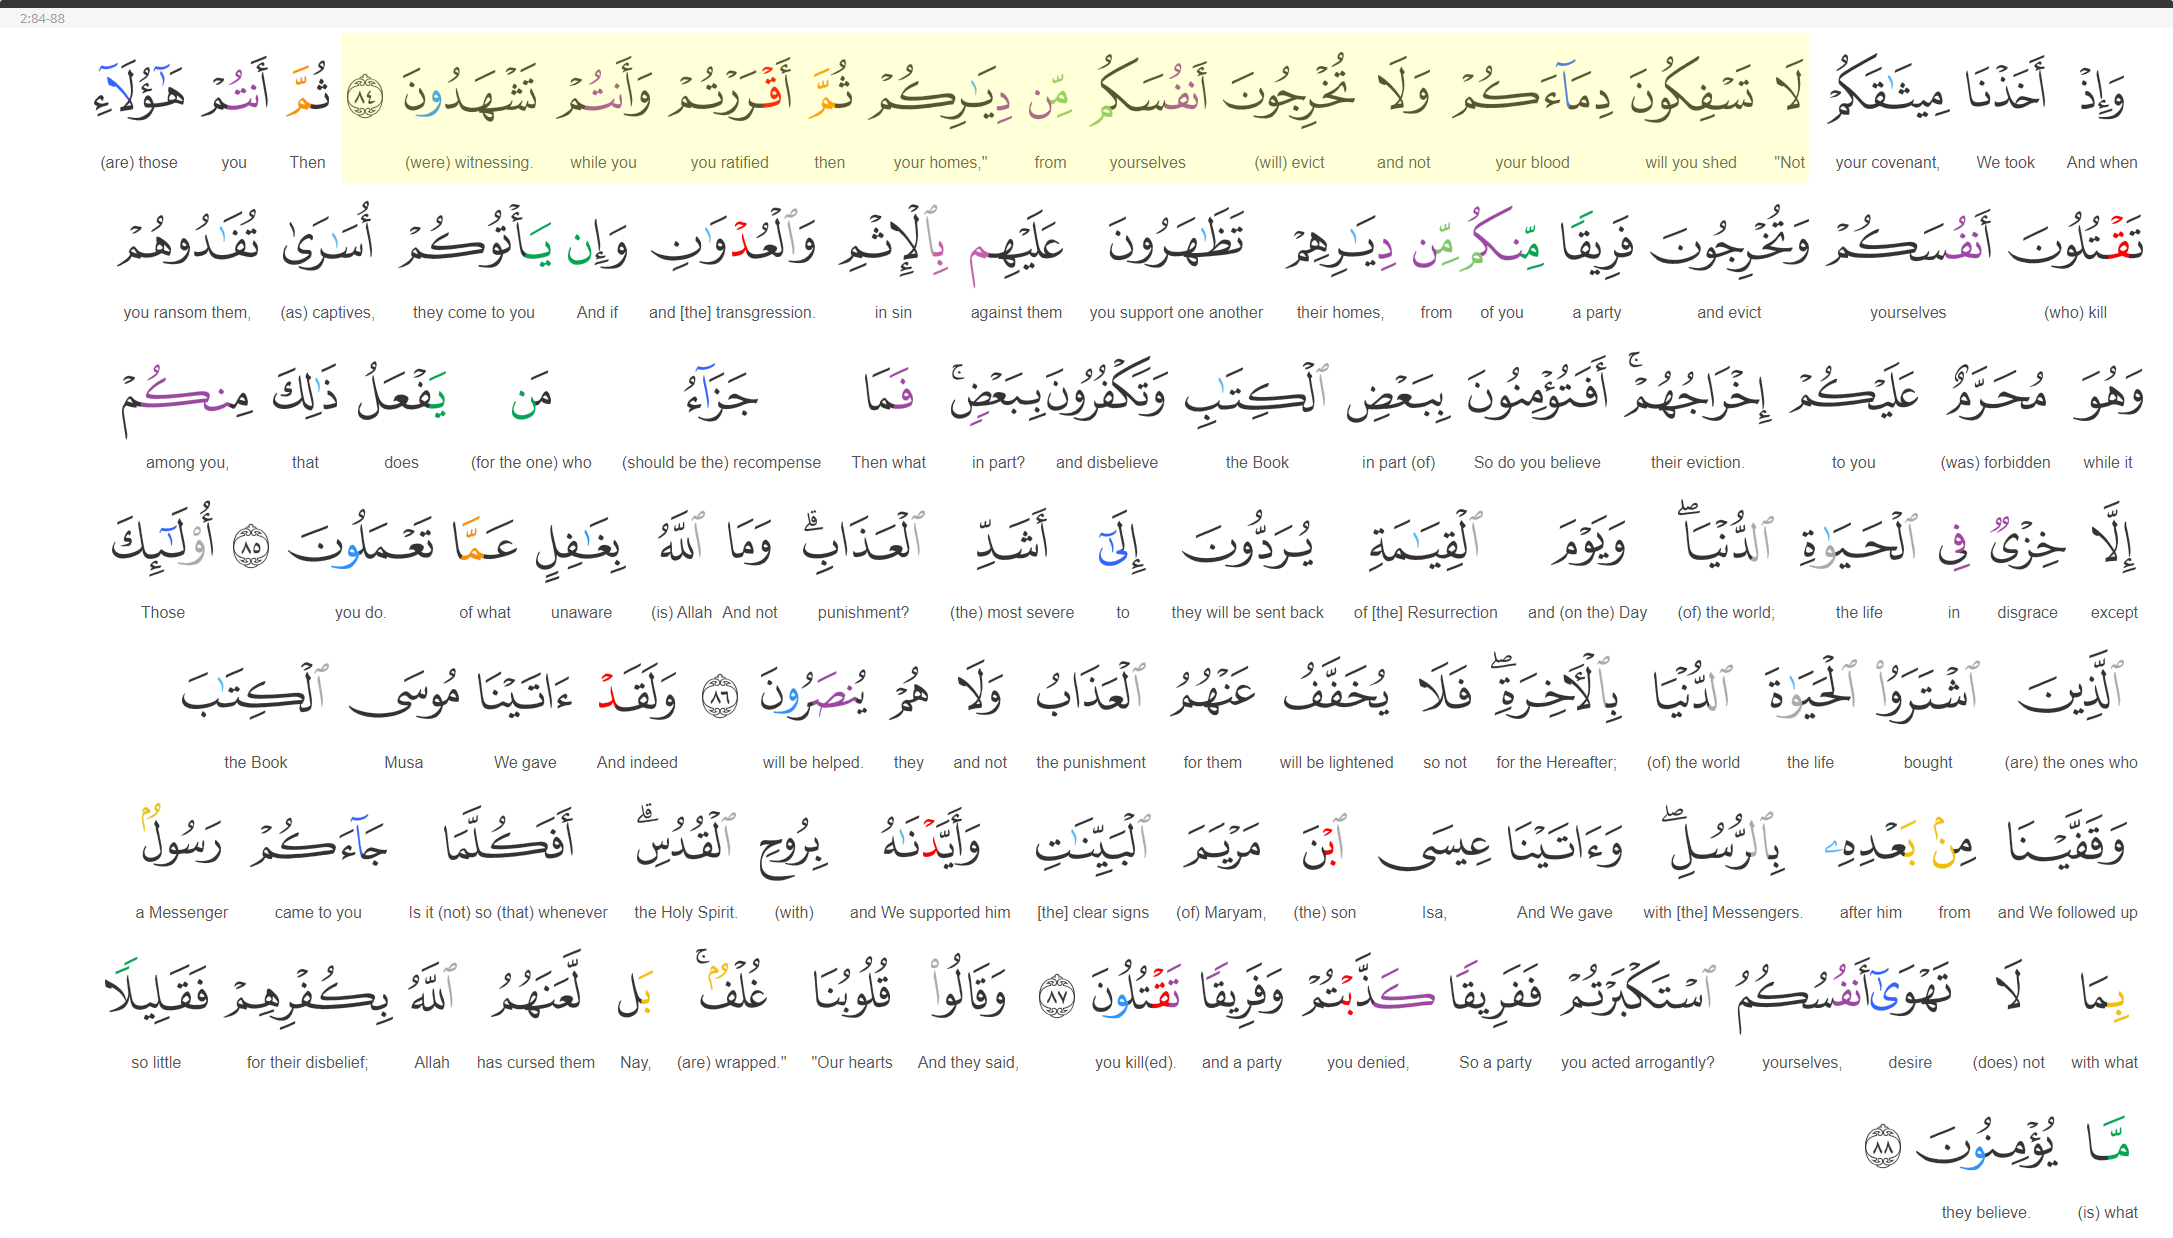 2:84-88
وَإِذْ أَخَذْنَا مِيثَـٰقَكُمْ لَا تَسْفِكُونَ دِمَآءَكُمْ وَلَا تُخْرِجُونَ أَنفُسَكُم مِّن دِيَـٰرِكُمْ ثُمَّ أَقْرَرْتُمْ وَأَنتُمْ تَشْهَدُونَ ٨٤ ثُمَّ أَنتُمْ هَـٰٓؤُلَآءِ
And when We took your covenant, "Not will you shed your blood and not (will) evict yourselves from your homes," then you ratified while you (were) witnessing. Then you (are) those
تَقْتُلُونَ أَنفُسَكُمْ وَتُخْرِجُونَ فَرِيقًا مِّنكُم مِّن دِيَـٰرِهِمْ تَظَـٰهَرُونَ عَلَيْهِم بِٱلْإِثْمِ وَٱلْعُدْوَٰنِ وَإِن يَأْتُوكُمْ أُسَـٰرَىٰ تُفَـٰدُوهُمْ
(who) kill yourselves and evict a party of you from their homes, you support one another against them in sin and [the] transgression. And if they come to you (as) captives, you ransom them,
وَهُوَ مُحَرَّمٌ عَلَيْكُمْ إِخْرَاجُهُمْ ۚ أَفَتُؤْمِنُونَ بِبَعْضِ ٱلْكِتَـٰبِ وَتَكْفُرُونَ بِبَعْضٍ ۚ فَمَا جَزَآءُ مَن يَفْعَلُ ذَٰلِكَ مِنكُمْ
while it (was) forbidden to you their eviction. So do you believe in part (of) the Book and disbelieve in part? Then what (should be the) recompense (for the one) who does that among you,
إِلَّا خِزْىٌ فِى ٱلْحَيَوٰةِ ٱلدُّنْيَا ۖ وَيَوْمَ ٱلْقِيَـٰمَةِ يُرَدُّونَ إِلَىٰٓ أَشَدِّ ٱلْعَذَابِ ۗ وَمَا ٱللَّهُ بِغَـٰفِلٍ عَمَّا تَعْمَلُونَ ٨٥ أُو۟لَـٰٓئِكَ
except disgrace in the life (of) the world; and (on the) Day of [the] Resurrection they will be sent back to (the) most severe punishment? And not (is) Allah unaware of what you do. Those
ٱلَّذِينَ ٱشْتَرَوُا۟ ٱلْحَيَوٰةَ ٱلدُّنْيَا بِٱلْـَٔاخِرَةِ ۖ فَلَا يُخَفَّفُ عَنْهُمُ ٱلْعَذَابُ وَلَا هُمْ يُنصَرُونَ ٨٦ وَلَقَدْ ءَاتَيْنَا مُوسَى ٱلْكِتَـٰبَ
(are) the ones who bought the life (of) the world for the Hereafter; so not will be lightened for them the punishment and not they will be helped. And indeed We gave Musa the Book
وَقَفَّيْنَا مِنۢ بَعْدِهِۦ بِٱلرُّسُلِ ۖ وَءَاتَيْنَا عِيسَى ٱبْنَ مَرْيَمَ ٱلْبَيِّنَـٰتِ وَأَيَّدْنَـٰهُ بِرُوحِ ٱلْقُدُسِ ۗ أَفَكُلَّمَا جَآءَكُمْ رَسُولٌۢ
and We followed up from after him with [the] Messengers. And We gave Isa, (the) son (of) Maryam, [the] clear signs and We supported him (with) the Holy Spirit. Is it (not) so (that) whenever came to you a Messenger
بِمَا لَا تَهْوَىٰٓ أَنفُسُكُمُ ٱسْتَكْبَرْتُمْ فَفَرِيقًا كَذَّبْتُمْ وَفَرِيقًا تَقْتُلُونَ ٨٧ وَقَالُوا۟ قُلُوبُنَا غُلْفٌۢ ۚ بَل لَّعَنَهُمُ ٱللَّهُ بِكُفْرِهِمْ فَقَلِيلًا
with what (does) not desire yourselves, you acted arrogantly? So a party you denied, and a party you kill(ed). And they said, "Our hearts (are) wrapped." Nay, has cursed them Allah for their disbelief; so little
مَّا يُؤْمِنُونَ ٨٨
(is) what they believe.